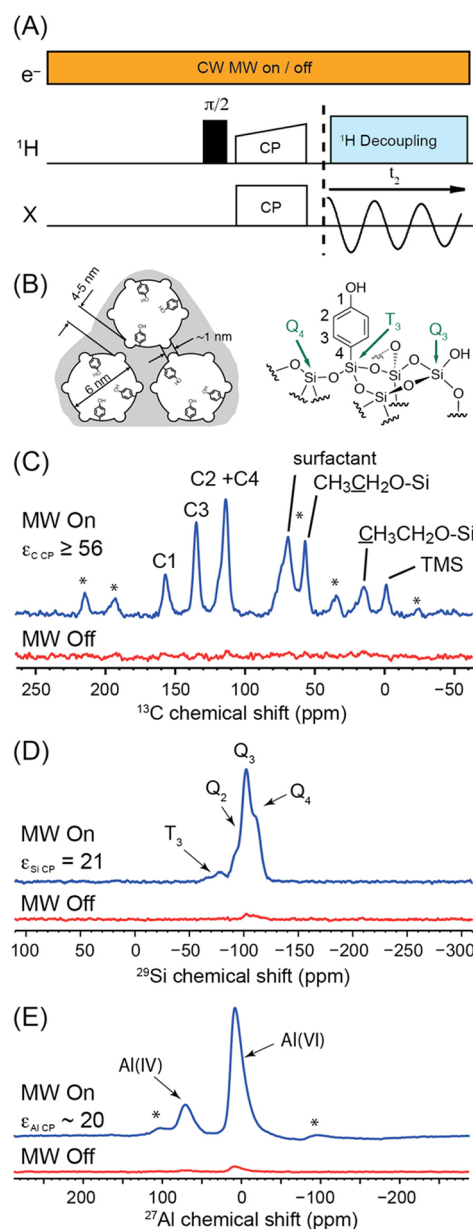 (A)
e⁻
CW MW on / off
π/2
¹H
CP
¹H Decoupling
t₂
X
CP
(B)
4-5 nm
~1 nm
6 nm
OH
1
2
3
4
Q₄
T₃
Q₃
OH
O
Si
O
Si
O
Si
O
Si
O
(C)
MW On
ε_C CP ≥ 56
C1
C3
C2 +C4
surfactant
CH3C̲H2O-Si
C̲H3CH2O-Si
TMS
* * * * *
MW Off
250 200 150 100 50 0 -50
¹³C chemical shift (ppm)
(D)
MW On
ε_Si CP = 21
T₃
Q₂
Q₃
Q₄
MW Off
100 50 0 -50 -100 -150 -200 -250 -300
²⁹Si chemical shift (ppm)
(E)
MW On
ε_Al CP ~ 20
Al(IV)
Al(VI)
* *
MW Off
200 100 0 -100 -200
²⁷Al chemical shift (ppm)